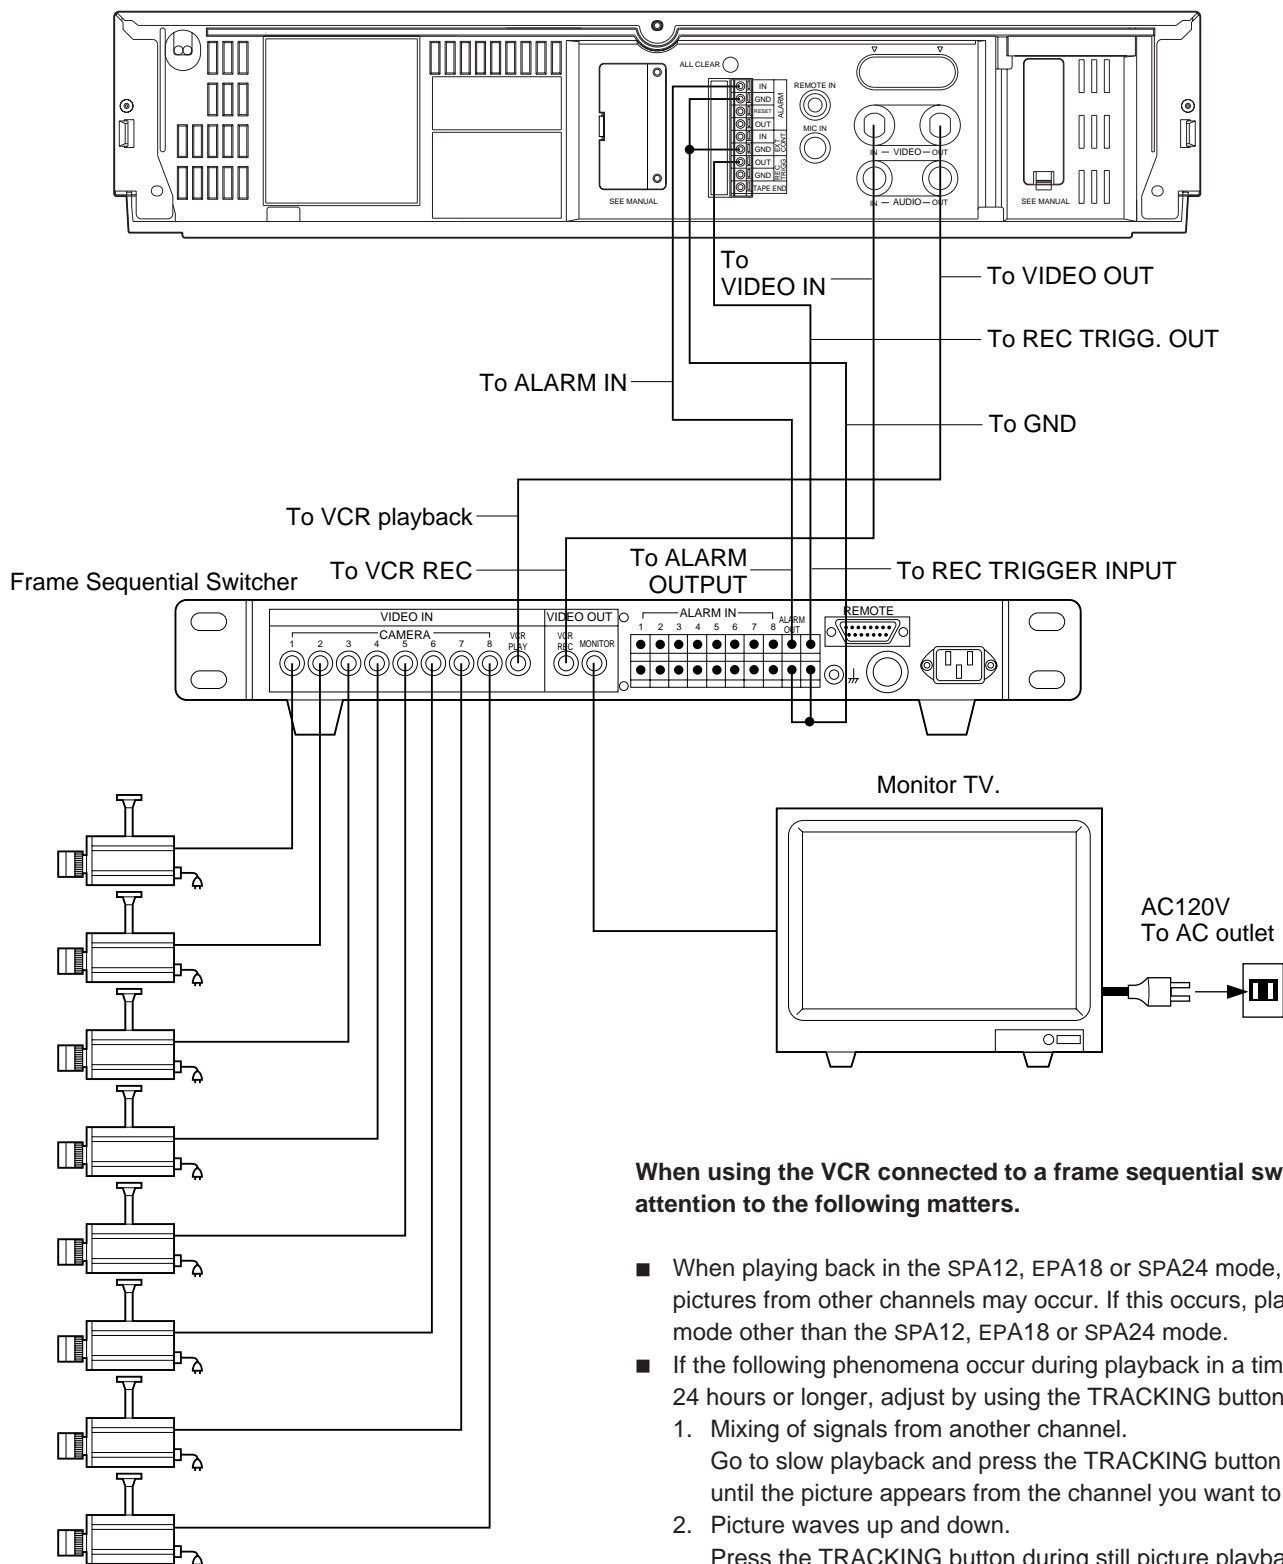 ALL CLEAR
IN
GND
RESET
OUT
ALARM
IN
GND
EXT
CONT
OUT
GND
REC
TRIGG
TAPE END
REMOTE IN
MIC IN
IN — VIDEO — OUT
IN — AUDIO — OUT
SEE MANUAL
SEE MANUAL
To
VIDEO IN
To VIDEO OUT
To REC TRIGG. OUT
To ALARM IN
To GND
To VCR playback
To VCR REC
To ALARM
OUTPUT
To REC TRIGGER INPUT
Frame Sequential Switcher
VIDEO IN
CAMERA
1 2 3 4 5 6 7 8
VCR
PLAY
VIDEO OUT
VCR
REC
MONITOR
ALARM IN
1 2 3 4 5 6 7 8
ALARM
OUT
REMOTE
Monitor TV.
AC120V
To AC outlet
When using the VCR connected to a frame sequential sw
attention to the following matters.
■ When playing back in the SPA12, EPA18 or SPA24 mode,
pictures from other channels may occur. If this occurs, pla
mode other than the SPA12, EPA18 or SPA24 mode.
■ If the following phenomena occur during playback in a tim
24 hours or longer, adjust by using the TRACKING button
1. Mixing of signals from another channel.
Go to slow playback and press the TRACKING button
until the picture appears from the channel you want to
2. Picture waves up and down.
Press the TRACKING button during still picture playba